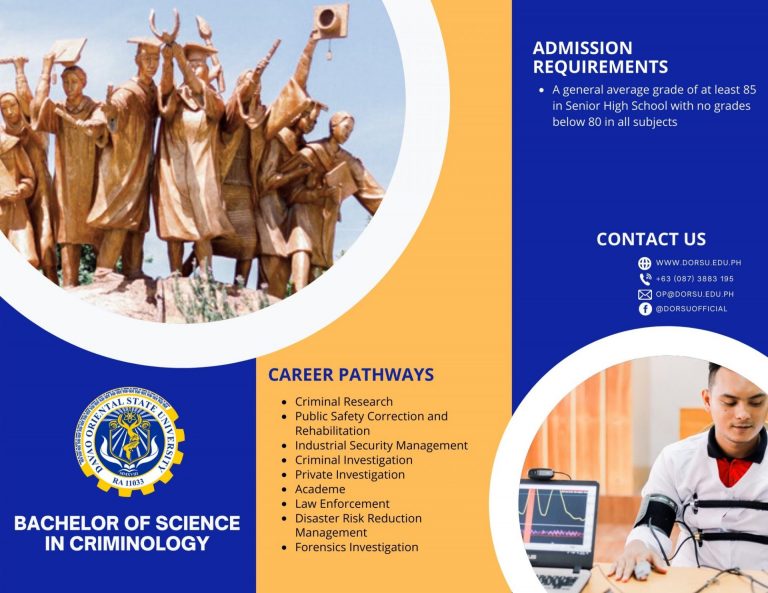 ADMISSION
REQUIREMENTS
• A general average grade of at least 85
in Senior High School with no grades
below 80 in all subjects
CONTACT US
WWW.DORSU.EDU.PH
+63 (087) 3883 195
OP@DORSU.EDU.PH
@DORSUOFFICIAL
CAREER PATHWAYS
• Criminal Research
• Public Safety Correction and
Rehabilitation
• Industrial Security Management
• Criminal Investigation
• Private Investigation
• Academe
• Law Enforcement
• Disaster Risk Reduction
Management
• Forensics Investigation
DAVAO ORIENTAL STATE UNIVERSITY
RA 11033
BACHELOR OF SCIENCE
IN CRIMINOLOGY